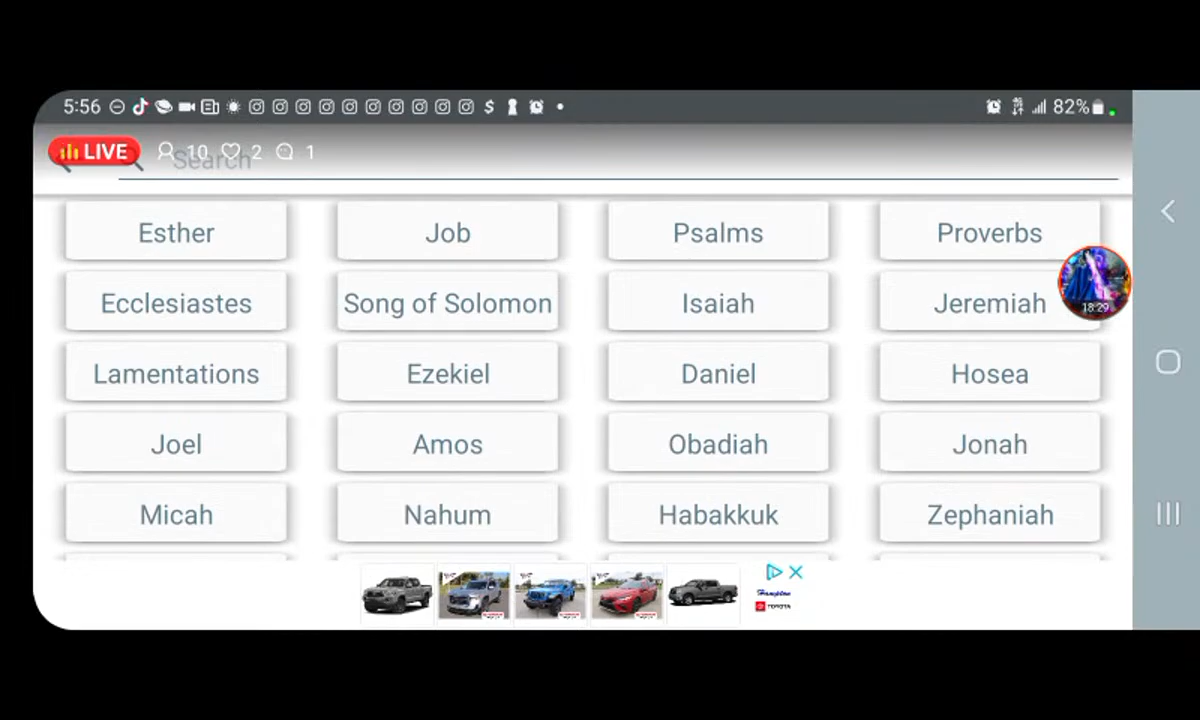 5:56 82%
LIVE 10 2 1
Search
Esther Job Psalms Proverbs
Ecclesiastes Song of Solomon Isaiah Jeremiah
18:29
Lamentations Ezekiel Daniel Hosea
Joel Amos Obadiah Jonah
Micah Nahum Habakkuk Zephaniah
Hampton
TOYOTA